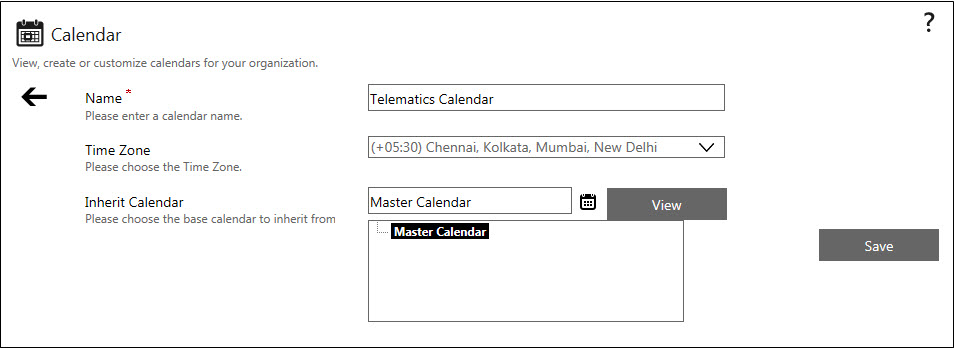 ?
Calendar
View, create or customize calendars for your organization.
Name *
Telematics Calendar
Please enter a calendar name.
Time Zone
(+05:30) Chennai, Kolkata, Mumbai, New Delhi
Please choose the Time Zone.
Inherit Calendar
Master Calendar
View
Please choose the base calendar to inherit from
Master Calendar
Save